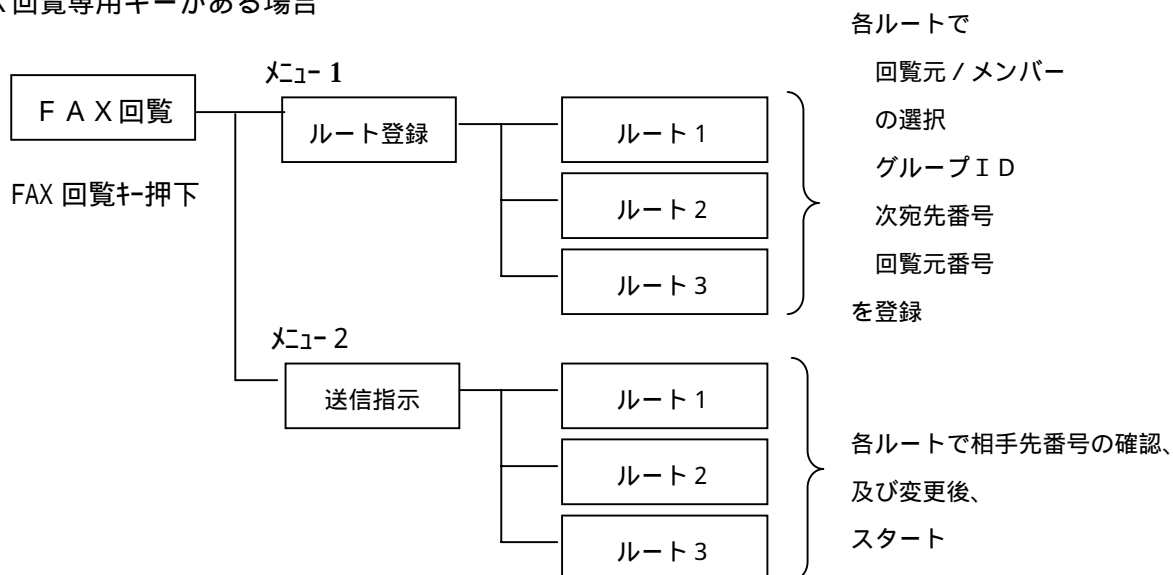 回覧専用キーがある場合
ＦＡＸ回覧
FAX 回覧ｷｰ押下
ﾒﾆｭｰ 1
ルート登録
ルート 1
ルート 2
ルート 3
各ルートで
回覧元 / メンバー
の選択
グループＩＤ
次宛先番号
回覧元番号
を登録
ﾒﾆｭｰ 2
送信指示
ルート 1
ルート 2
ルート 3
各ルートで相手先番号の確認、
及び変更後、
スタート